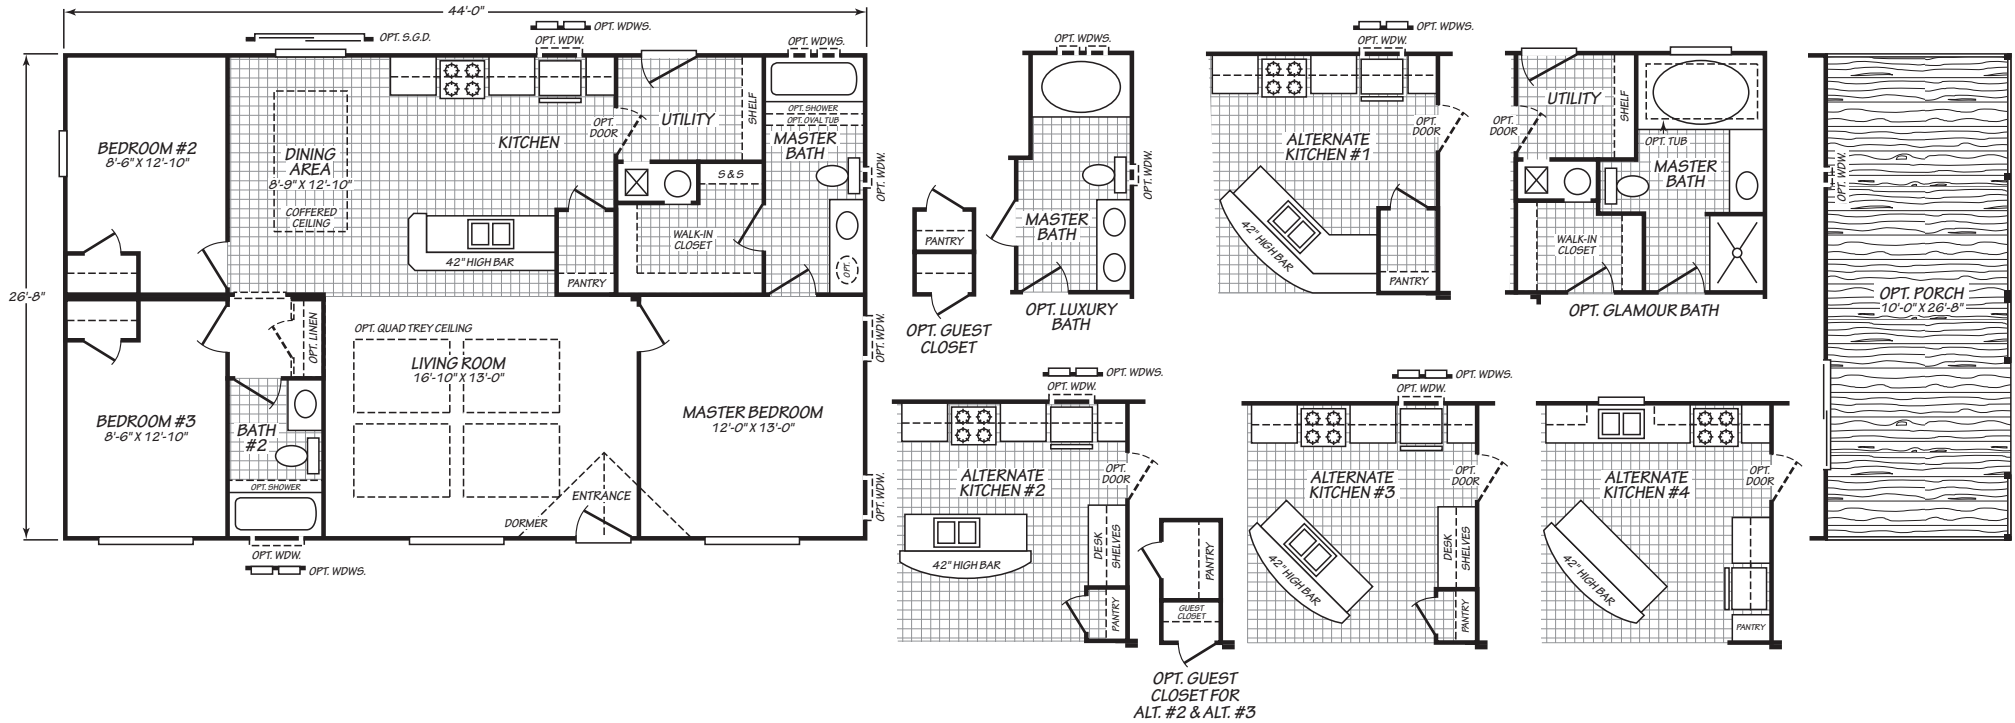 44'-0"
OPT. S.G.D.
OPT. WDWS.
OPT. WDW.
OPT. WDWS.
26'-8"
BEDROOM #2
8'-6" X 12'-10"
DINING
AREA
8'-9" X 12'-10"
COFFERED
CEILING
KITCHEN
OPT.
DOOR
UTILITY
SHELF
OPT. SHOWER
OPT. OVAL TUB
MASTER
BATH
OPT. WDW.
S & S
WALK-IN
CLOSET
OPT.
42" HIGH BAR
PANTRY
OPT. LINEN
OPT. QUAD TREY CEILING
LIVING ROOM
16'-10" X 13'-0"
OPT. WDW.
BEDROOM #3
8'-6" X 12'-10"
BATH
#2
OPT. SHOWER
MASTER BEDROOM
12'-0" X 13'-0"
ENTRANCE
DORMER
OPT. WDW.
OPT. WDW.
OPT. WDWS.
OPT. WDWS.
OPT. WDW.
MASTER
BATH
OPT. LUXURY
BATH
PANTRY
OPT. GUEST
CLOSET
OPT. WDWS.
OPT. WDW.
ALTERNATE
KITCHEN #1
OPT.
DOOR
42" HIGH BAR
PANTRY
UTILITY
SHELF
OPT.
DOOR
OPT. TUB
MASTER
BATH
WALK-IN
CLOSET
OPT. GLAMOUR BATH
OPT. WDW.
OPT. PORCH
10'-0" X 26'-8"
OPT. WDWS.
OPT. WDW.
ALTERNATE
KITCHEN #2
OPT.
DOOR
DESK
SHELVES
42" HIGH BAR
PANTRY
PANTRY
GUEST
CLOSET
OPT. GUEST
CLOSET FOR
ALT. #2 & ALT. #3
OPT. WDWS.
OPT. WDW.
ALTERNATE
KITCHEN #3
OPT.
DOOR
DESK
SHELVES
42" HIGH BAR
PANTRY
ALTERNATE
KITCHEN #4
OPT.
DOOR
42" HIGH BAR
PANTRY